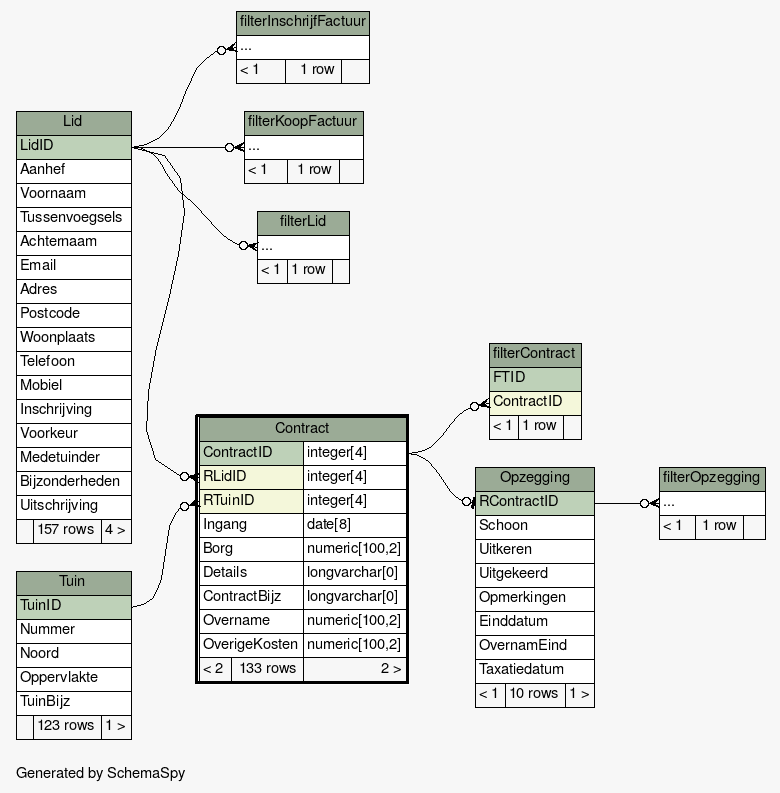 filterInschrijfFactuur
...
< 1 1 row
Lid
LidID
Aanhef
Voornaam
Tussenvoegsels
Achternaam
Email
Adres
Postcode
Woonplaats
Telefoon
Mobiel
Inschrijving
Voorkeur
Medetuinder
Bijzonderheden
Uitschrijving
157 rows 4 >
filterKoopFactuur
...
< 1 1 row
filterLid
...
< 1 1 row
filterContract
FTID
ContractID
< 1 1 row
Contract
ContractID integer[4]
RLidID integer[4]
RTuinID integer[4]
Ingang date[8]
Borg numeric[100,2]
Details longvarchar[0]
ContractBijz longvarchar[0]
Overname numeric[100,2]
OverigeKosten numeric[100,2]
< 2 133 rows 2 >
Opzegging
RContractID
Schoon
Uitkeren
Uitgekeerd
Opmerkingen
Einddatum
OvernamEind
Taxatiedatum
< 1 10 rows 1 >
filterOpzegging
...
< 1 1 row
Tuin
TuinID
Nummer
Noord
Oppervlakte
TuinBijz
123 rows 1 >
Generated by SchemaSpy